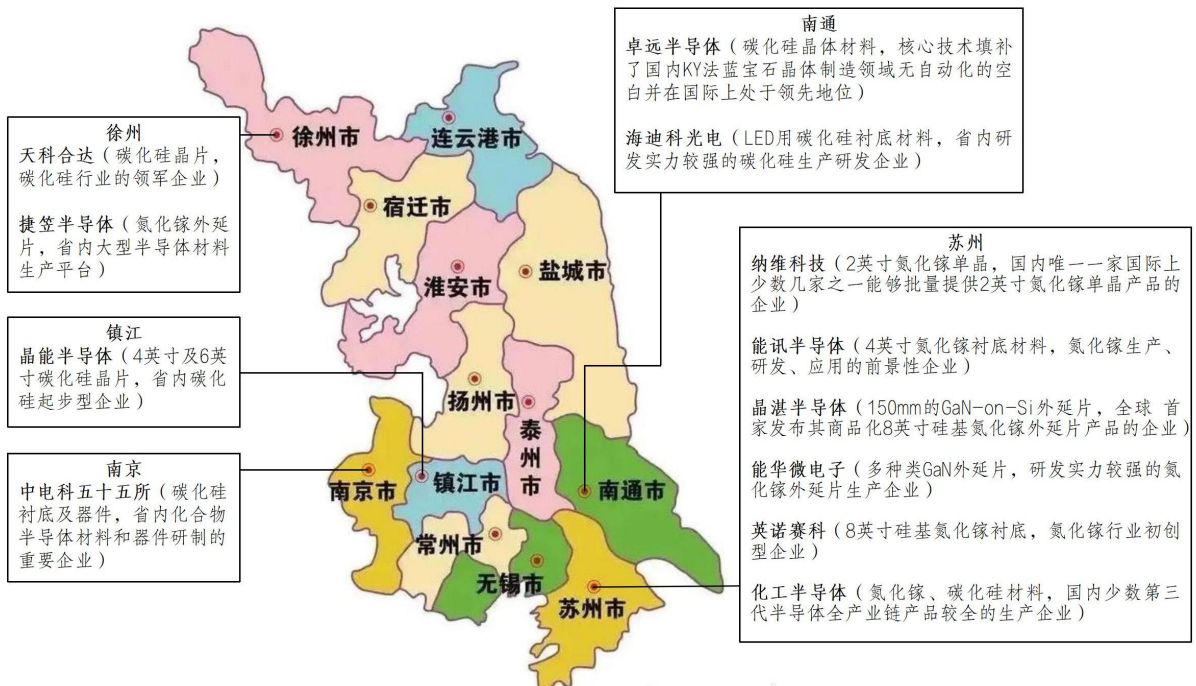 南通
卓远半导体（碳化硅晶体材料，核心技术填补
了国内KY法蓝宝石晶体制造领域无自动化的空
白并在国际上处于领先地位）
海迪科光电（LED用碳化硅衬底材料，省内研
发实力较强的碳化硅生产研发企业）
徐州
天科合达（碳化硅晶片，
碳化硅行业的领军企业）
捷笠半导体（氮化镓外延
片，省内大型半导体材料
生产平台）
镇江
晶能半导体（4英寸及6英
寸碳化硅晶片，省内碳化
硅起步型企业）
南京
中电科五十五所（碳化硅
衬底及器件，省内化合物
半导体材料和器件研制的
重要企业）
徐州市
连云港市
宿迁市
淮安市
盐城市
扬州市
泰州市
南京市
镇江市
南通市
常州市
无锡市
苏州市
苏州
纳维科技（2英寸氮化镓单晶，国内唯一一家国际上
少数几家之一能够批量提供2英寸氮化镓单晶产品的
企业）
能讯半导体（4英寸氮化镓衬底材料，氮化镓生产、
研发、应用的前景性企业）
晶湛半导体（150mm的GaN-on-Si外延片，全球 首
家发布其商品化8英寸硅基氮化镓外延片产品的企业）
能华微电子（多种类GaN外延片，研发实力较强的氮
化镓外延片生产企业）
英诺赛科（8英寸硅基氮化镓衬底，氮化镓行业初创
型企业）
化工半导体（氮化镓、碳化硅材料，国内少数第三
代半导体全产业链产品较全的生产企业）